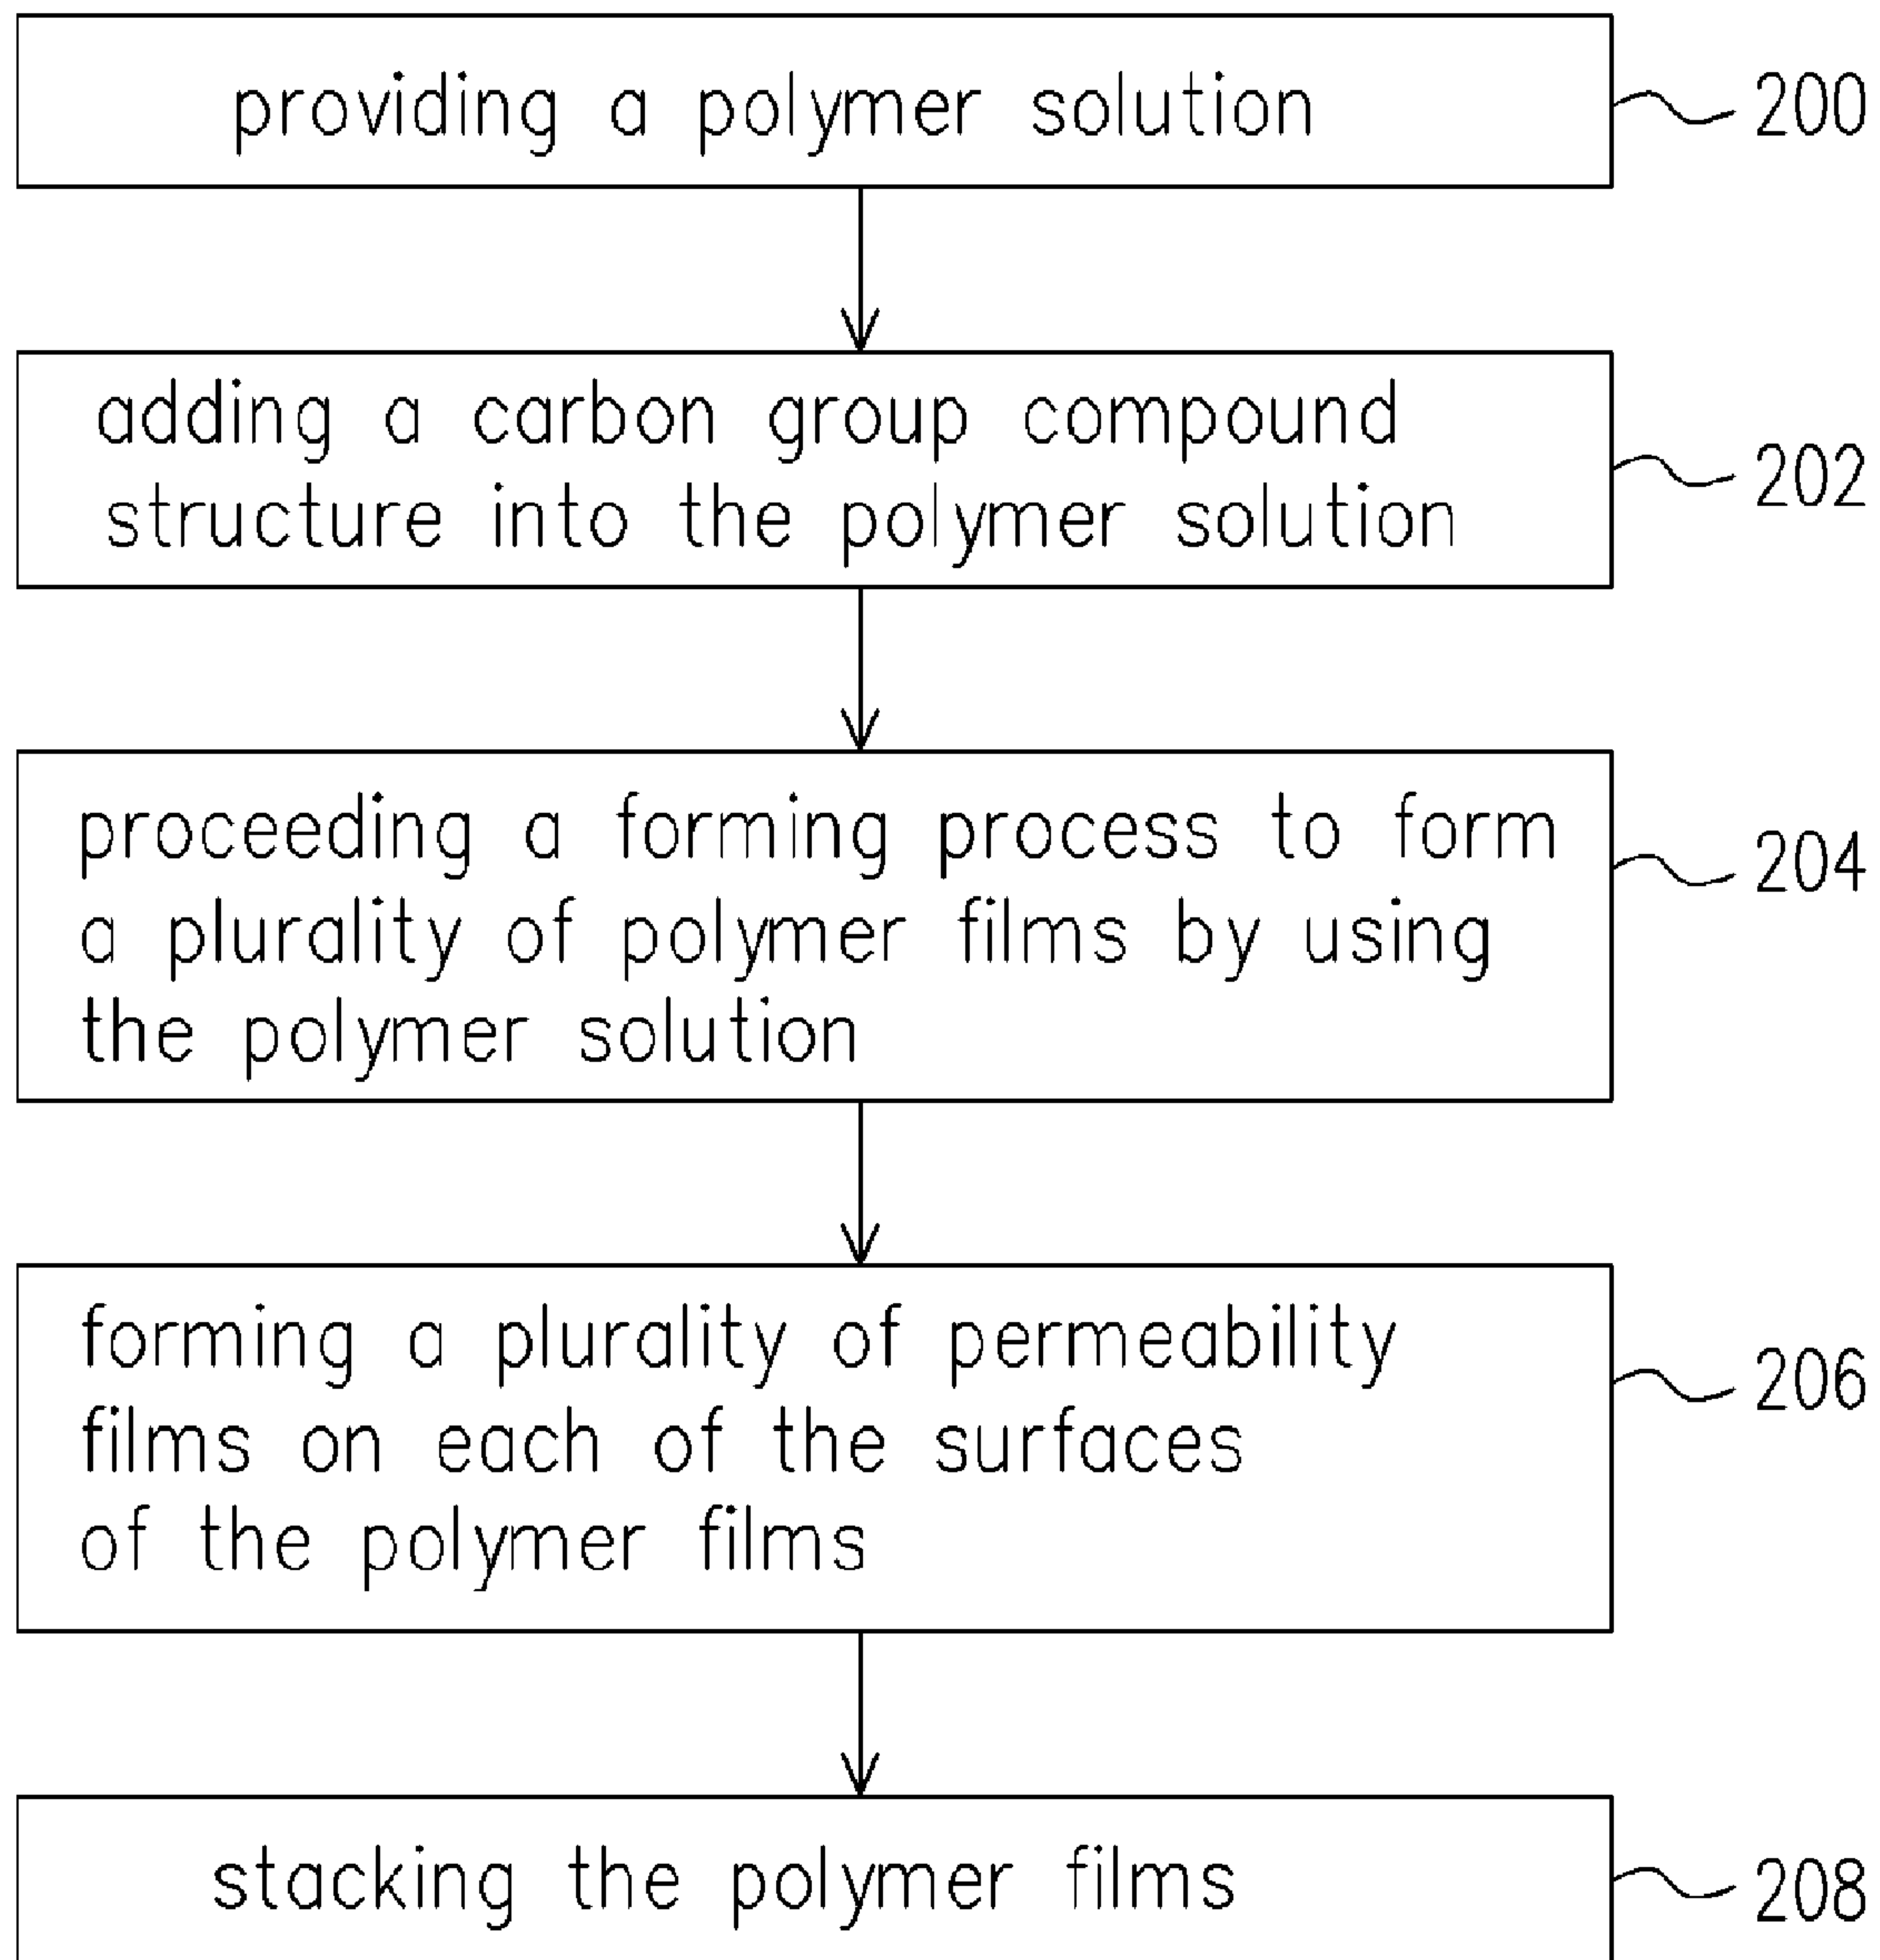 providing a polymer solution
200
adding a carbon group compound
structure into the polymer solution
202
proceeding a forming process to form
a plurality of polymer films by using
the polymer solution
204
forming a plurality of permeability
films on each of the surfaces
of the polymer films
206
stacking the polymer films
208